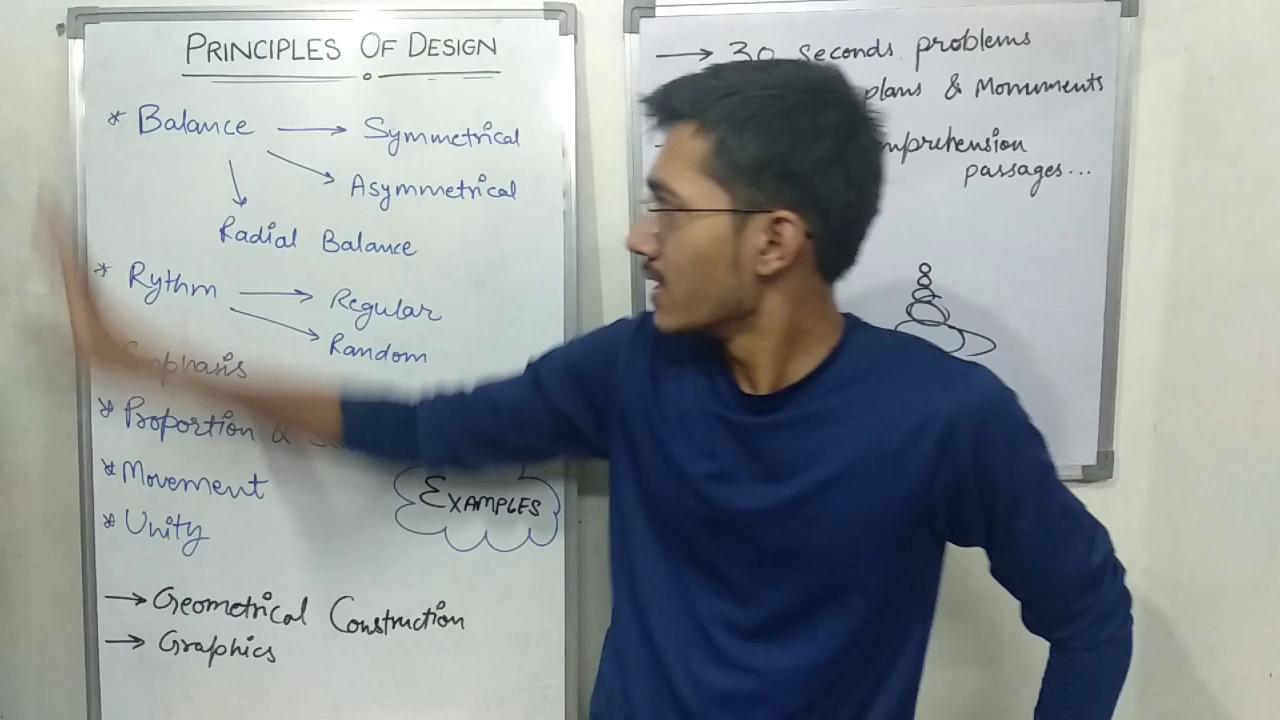 PRINCIPLES OF DESIGN
* Balance → Symmetrical
→ Asymmetrical
→ Radial Balance
* Rythm → Regular
→ Random
Emphasis
* Proportion &
* Movement
* Unity
EXAMPLES
→ Geometrical Construction
→ Graphics
→ 30 seconds problems
plans & Monuments
passages...